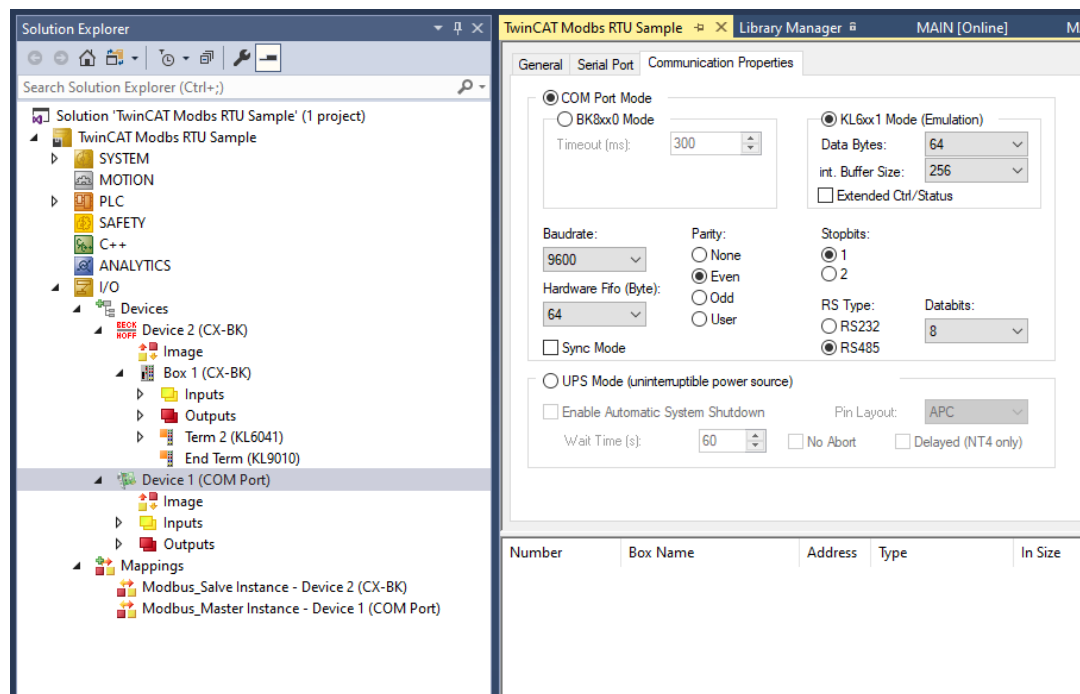 Solution Explorer
Search Solution Explorer (Ctrl+;)
Solution 'TwinCAT Modbs RTU Sample' (1 project)
TwinCAT Modbs RTU Sample
SYSTEM
MOTION
PLC
SAFETY
C++
ANALYTICS
I/O
Devices
BECK HOFF Device 2 (CX-BK)
Image
Box 1 (CX-BK)
Inputs
Outputs
Term 2 (KL6041)
End Term (KL9010)
Device 1 (COM Port)
Image
Inputs
Outputs
Mappings
Modbus_Salve Instance - Device 2 (CX-BK)
Modbus_Master Instance - Device 1 (COM Port)
TwinCAT Modbs RTU Sample Library Manager MAIN [Online]
General Serial Port Communication Properties
COM Port Mode
BK8xx0 Mode
Timeout (ms): 300
KL6xx1 Mode (Emulation)
Data Bytes: 64
int. Buffer Size: 256
Extended Ctrl/Status
Baudrate:
9600
Hardware Fifo (Byte):
64
Sync Mode
Parity:
None
Even
Odd
User
Stopbits:
1
2
RS Type:
RS232
RS485
Databits:
8
UPS Mode (uninterruptible power source)
Enable Automatic System Shutdown Pin Layout: APC
Wait Time (s): 60 No Abort Delayed (NT4 only)
Number Box Name Address Type In Size